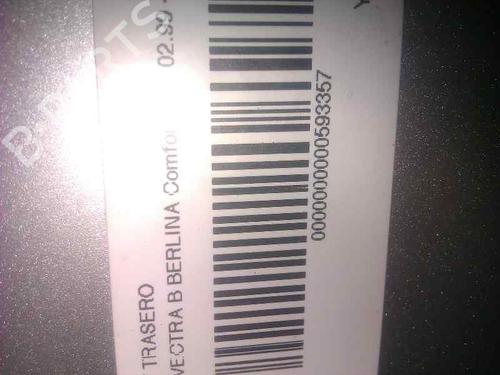 TRASERO
VECTRA B BERLINA Comfor 02.99 -
0000000000593357